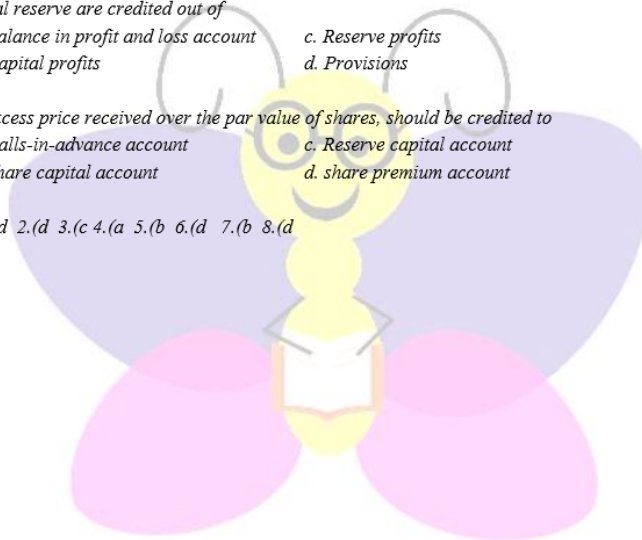 al reserve are credited out of
alance in profit and loss account c. Reserve profits
apital profits d. Provisions
xcess price received over the par value of shares, should be credited to
alls-in-advance account c. Reserve capital account
hare capital account d. share premium account
d 2.(d 3.(c 4.(a 5.(b 6.(d 7.(b 8.(d